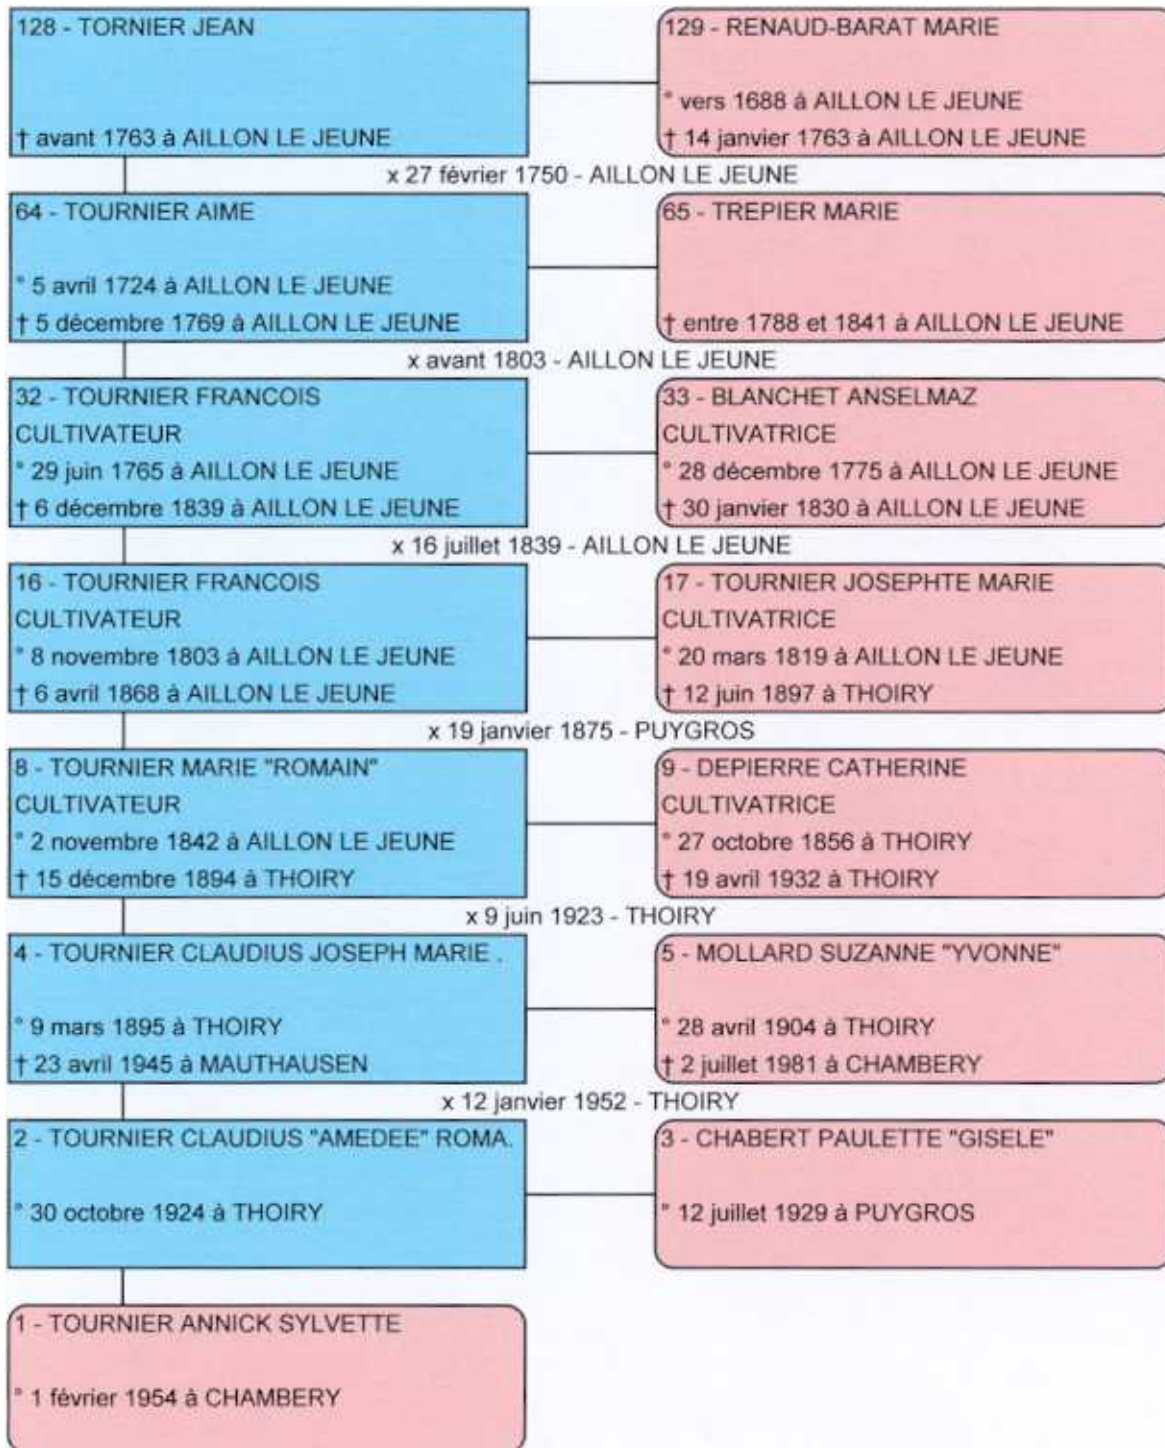 128 - TORNIER JEAN
† avant 1763 à AILLON LE JEUNE
129 - RENAUD-BARAT MARIE
° vers 1688 à AILLON LE JEUNE
† 14 janvier 1763 à AILLON LE JEUNE
x 27 février 1750 - AILLON LE JEUNE
64 - TOURNIER AIME
° 5 avril 1724 à AILLON LE JEUNE
† 5 décembre 1769 à AILLON LE JEUNE
65 - TREPIER MARIE
† entre 1788 et 1841 à AILLON LE JEUNE
x avant 1803 - AILLON LE JEUNE
32 - TOURNIER FRANCOIS
CULTIVATEUR
° 29 juin 1765 à AILLON LE JEUNE
† 6 décembre 1839 à AILLON LE JEUNE
33 - BLANCHET ANSELMAZ
CULTIVATRICE
° 28 décembre 1775 à AILLON LE JEUNE
† 30 janvier 1830 à AILLON LE JEUNE
x 16 juillet 1839 - AILLON LE JEUNE
16 - TOURNIER FRANCOIS
CULTIVATEUR
° 8 novembre 1803 à AILLON LE JEUNE
† 6 avril 1868 à AILLON LE JEUNE
17 - TOURNIER JOSEPHTE MARIE
CULTIVATRICE
° 20 mars 1819 à AILLON LE JEUNE
† 12 juin 1897 à THOIRY
x 19 janvier 1875 - PUYGROS
8 - TOURNIER MARIE "ROMAIN"
CULTIVATEUR
° 2 novembre 1842 à AILLON LE JEUNE
† 15 décembre 1894 à THOIRY
9 - DEPIERRE CATHERINE
CULTIVATRICE
° 27 octobre 1856 à THOIRY
† 19 avril 1932 à THOIRY
x 9 juin 1923 - THOIRY
4 - TOURNIER CLAUDIUS JOSEPH MARIE .
° 9 mars 1895 à THOIRY
† 23 avril 1945 à MAUTHAUSEN
5 - MOLLARD SUZANNE "YVONNE"
° 28 avril 1904 à THOIRY
† 2 juillet 1981 à CHAMBERY
x 12 janvier 1952 - THOIRY
2 - TOURNIER CLAUDIUS "AMEDEE" ROMA.
° 30 octobre 1924 à THOIRY
3 - CHABERT PAULETTE "GISELE"
° 12 juillet 1929 à PUYGROS
1 - TOURNIER ANNICK SYLVETTE
° 1 février 1954 à CHAMBERY